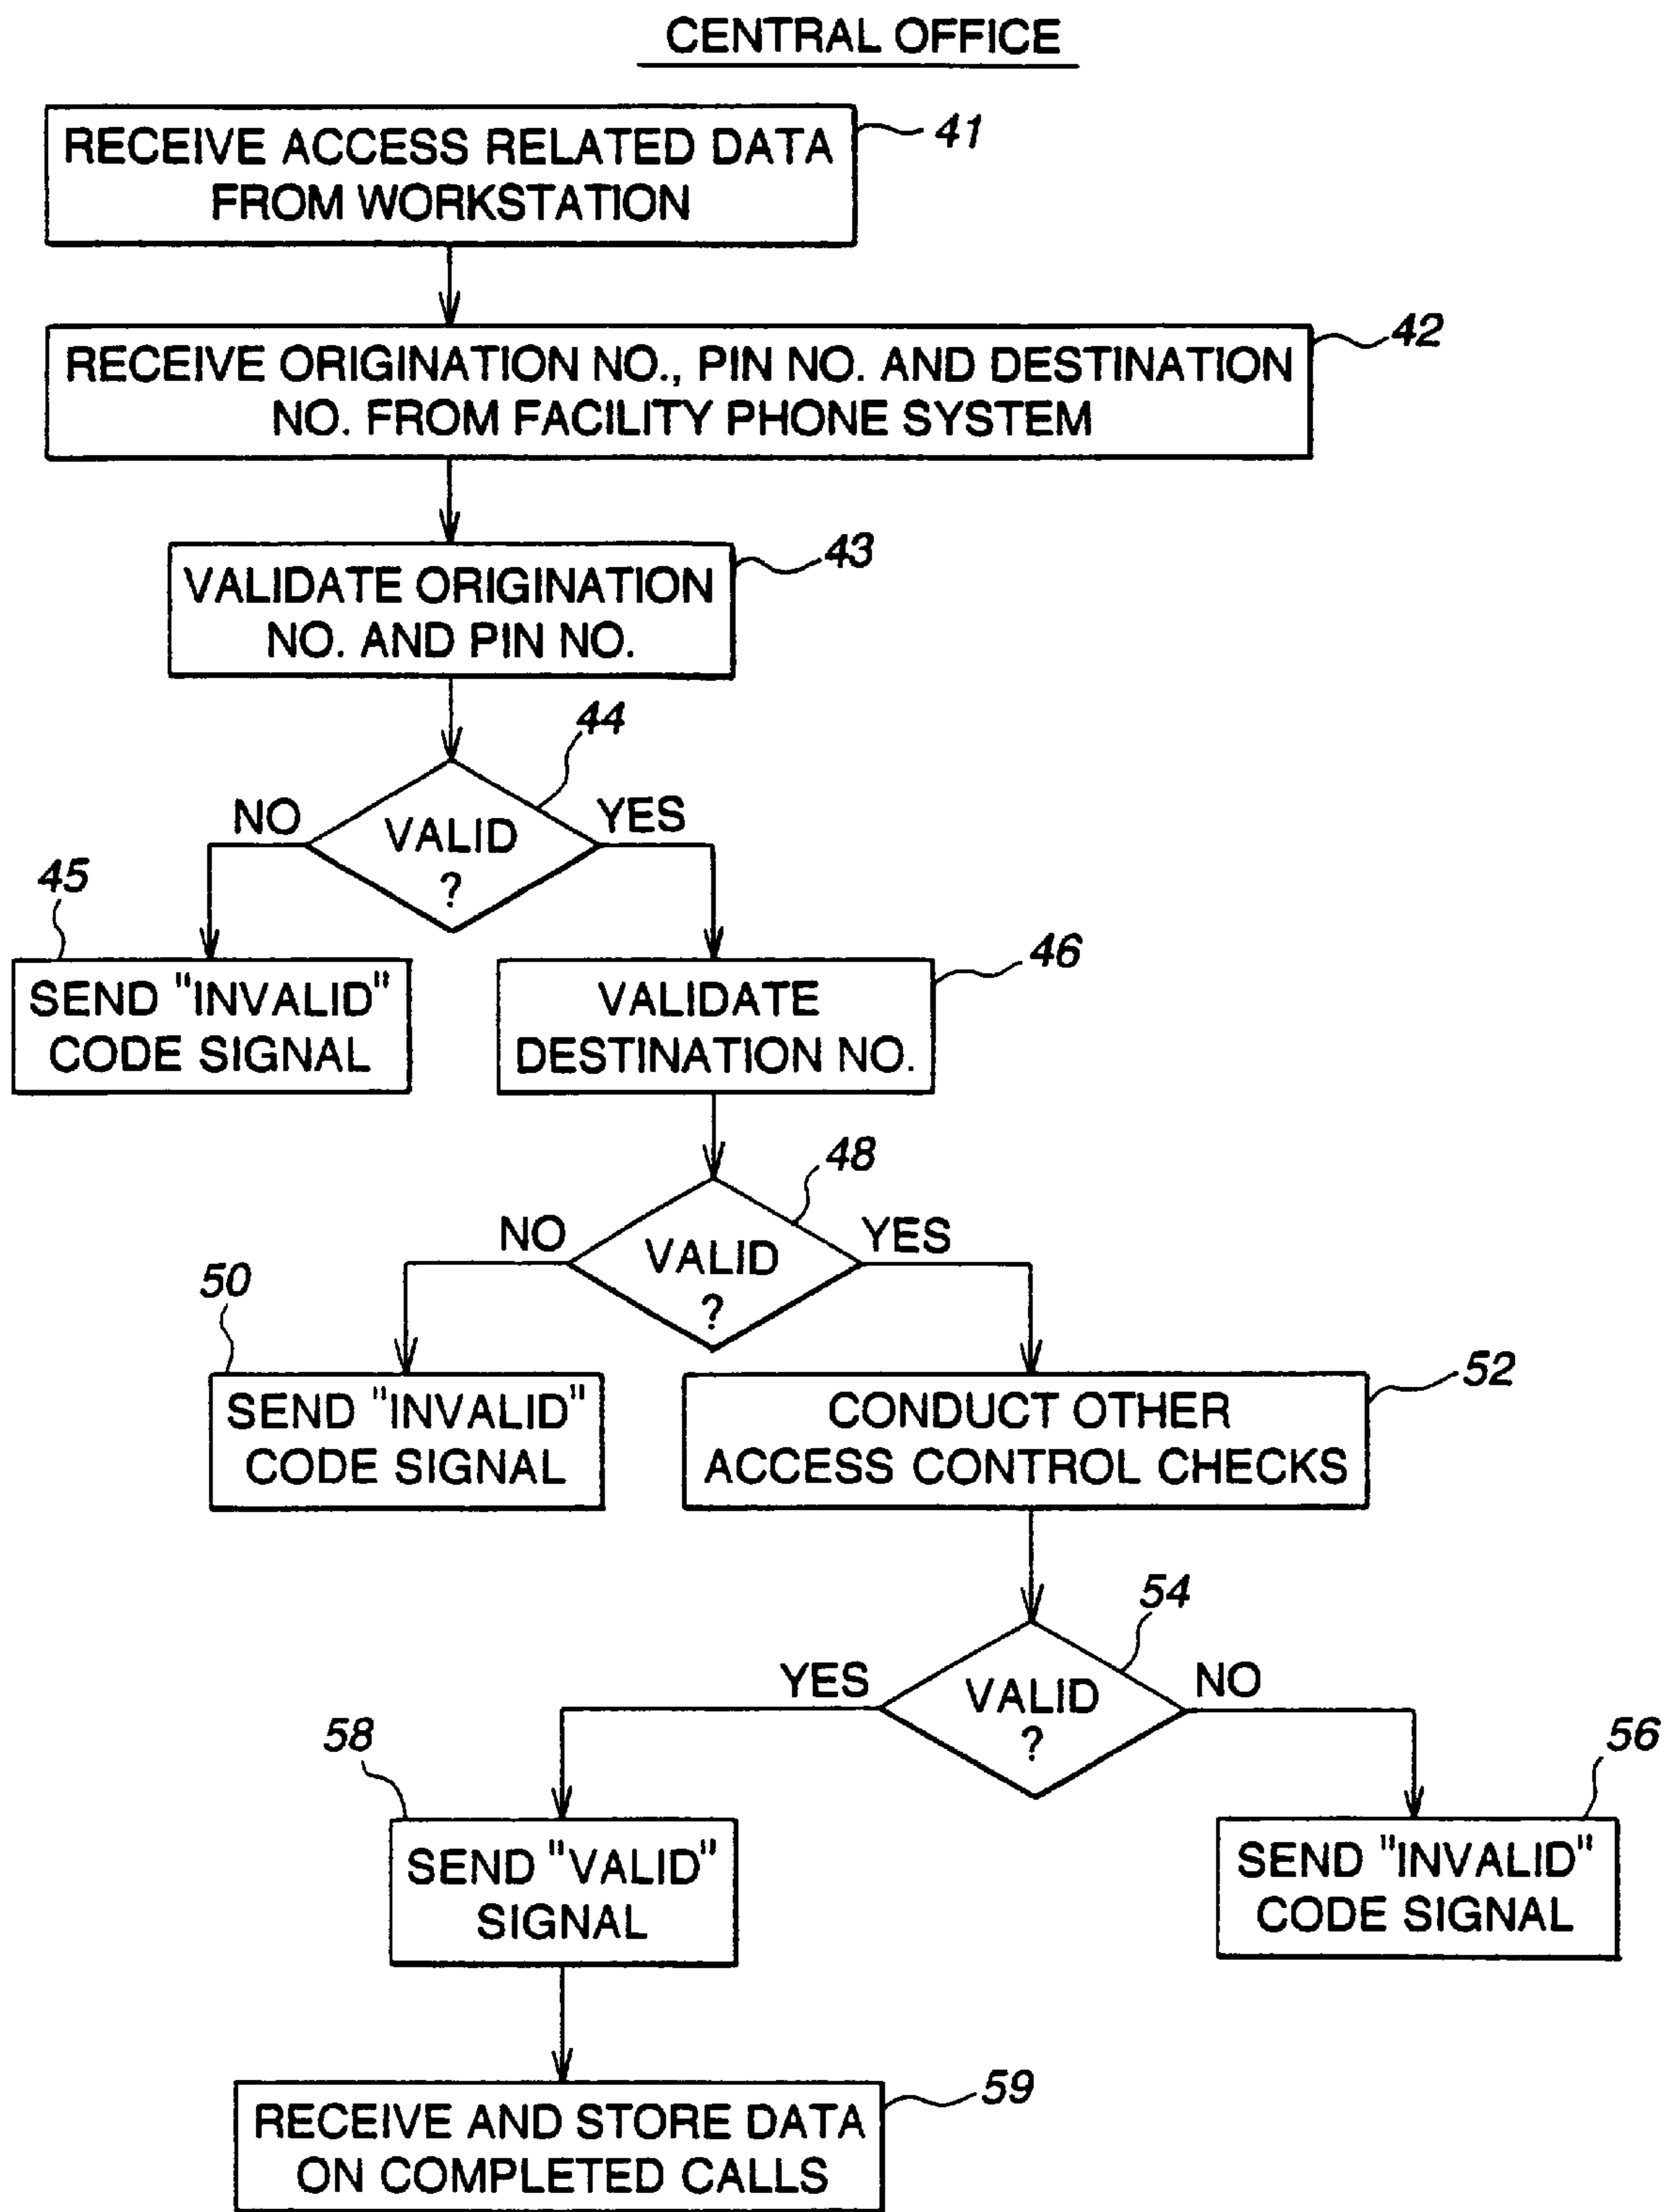 CENTRAL OFFICE
RECEIVE ACCESS RELATED DATA
FROM WORKSTATION
41
RECEIVE ORIGINATION NO., PIN NO. AND DESTINATION
NO. FROM FACILITY PHONE SYSTEM
42
VALIDATE ORIGINATION
NO. AND PIN NO.
43
44
NO
YES
VALID
?
45
SEND "INVALID"
CODE SIGNAL
46
VALIDATE
DESTINATION NO.
48
NO
YES
VALID
?
50
SEND "INVALID"
CODE SIGNAL
52
CONDUCT OTHER
ACCESS CONTROL CHECKS
54
YES
NO
VALID
?
58
SEND "VALID"
SIGNAL
56
SEND "INVALID"
CODE SIGNAL
59
RECEIVE AND STORE DATA
ON COMPLETED CALLS